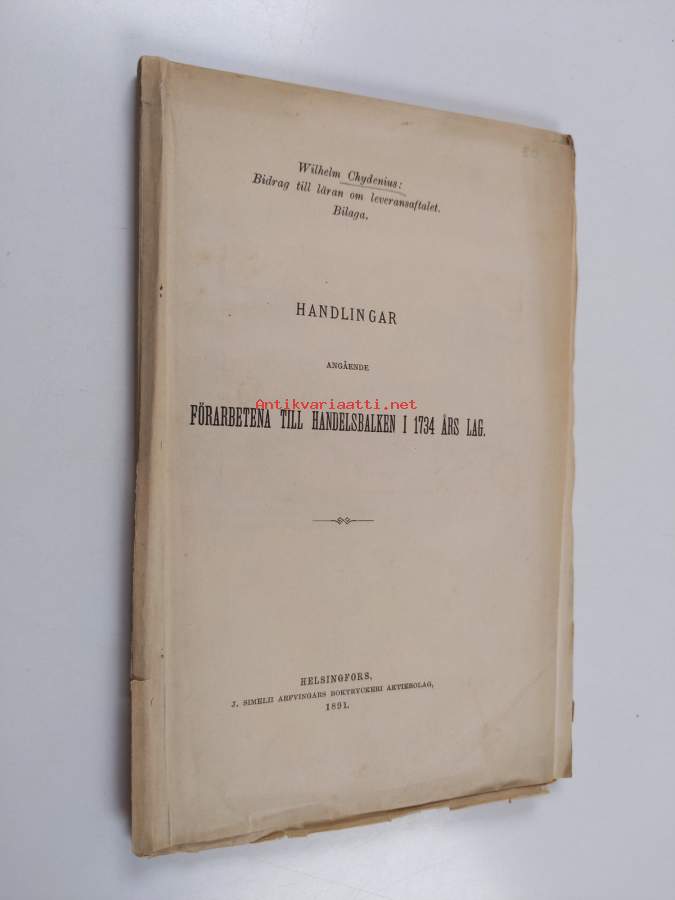 Wilhelm Chydenius:
Bidrag till läran om leveransaftalet.
Bilaga.
HANDLINGAR
ANGÅENDE
Antikvariaatti.net
FÖRARBETENA TILL HANDELSBALKEN I 1734 ÅRS LAG.
HELSINGFORS,
J. SIMELII ARFVINGARS BOKTRYCKERI AKTIEBOLAG,
1891.